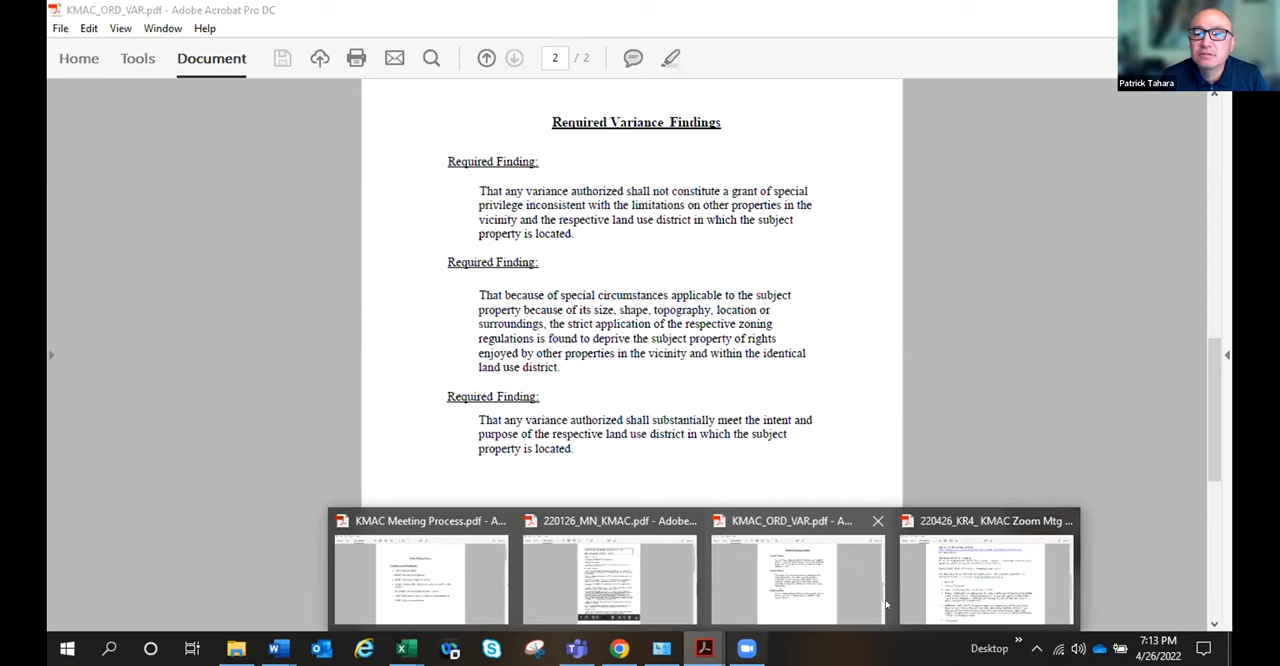 KMAC_ORD_VAR.pdf - Adobe Acrobat Pro DC
File Edit View Window Help
Home Tools Document 2 / 2
Patrick Tahara
Required Variance Findings
Required Finding:
That any variance authorized shall not constitute a grant of special
privilege inconsistent with the limitations on other properties in the
vicinity and the respective land use district in which the subject
property is located.
Required Finding:
That because of special circumstances applicable to the subject
property because of its size, shape, topography, location or
surroundings, the strict application of the respective zoning
regulations is found to deprive the subject property of rights
enjoyed by other properties in the vicinity and within the identical
land use district.
Required Finding:
That any variance authorized shall substantially meet the intent and
purpose of the respective land use district in which the subject
property is located.
KMAC Meeting Process.pdf - A... 220126_MN_KMAC.pdf - Adobe... KMAC_ORD_VAR.pdf - A... 220426_KR4_ KMAC Zoom Mtg ...
Desktop
7:13 PM
4/26/2022